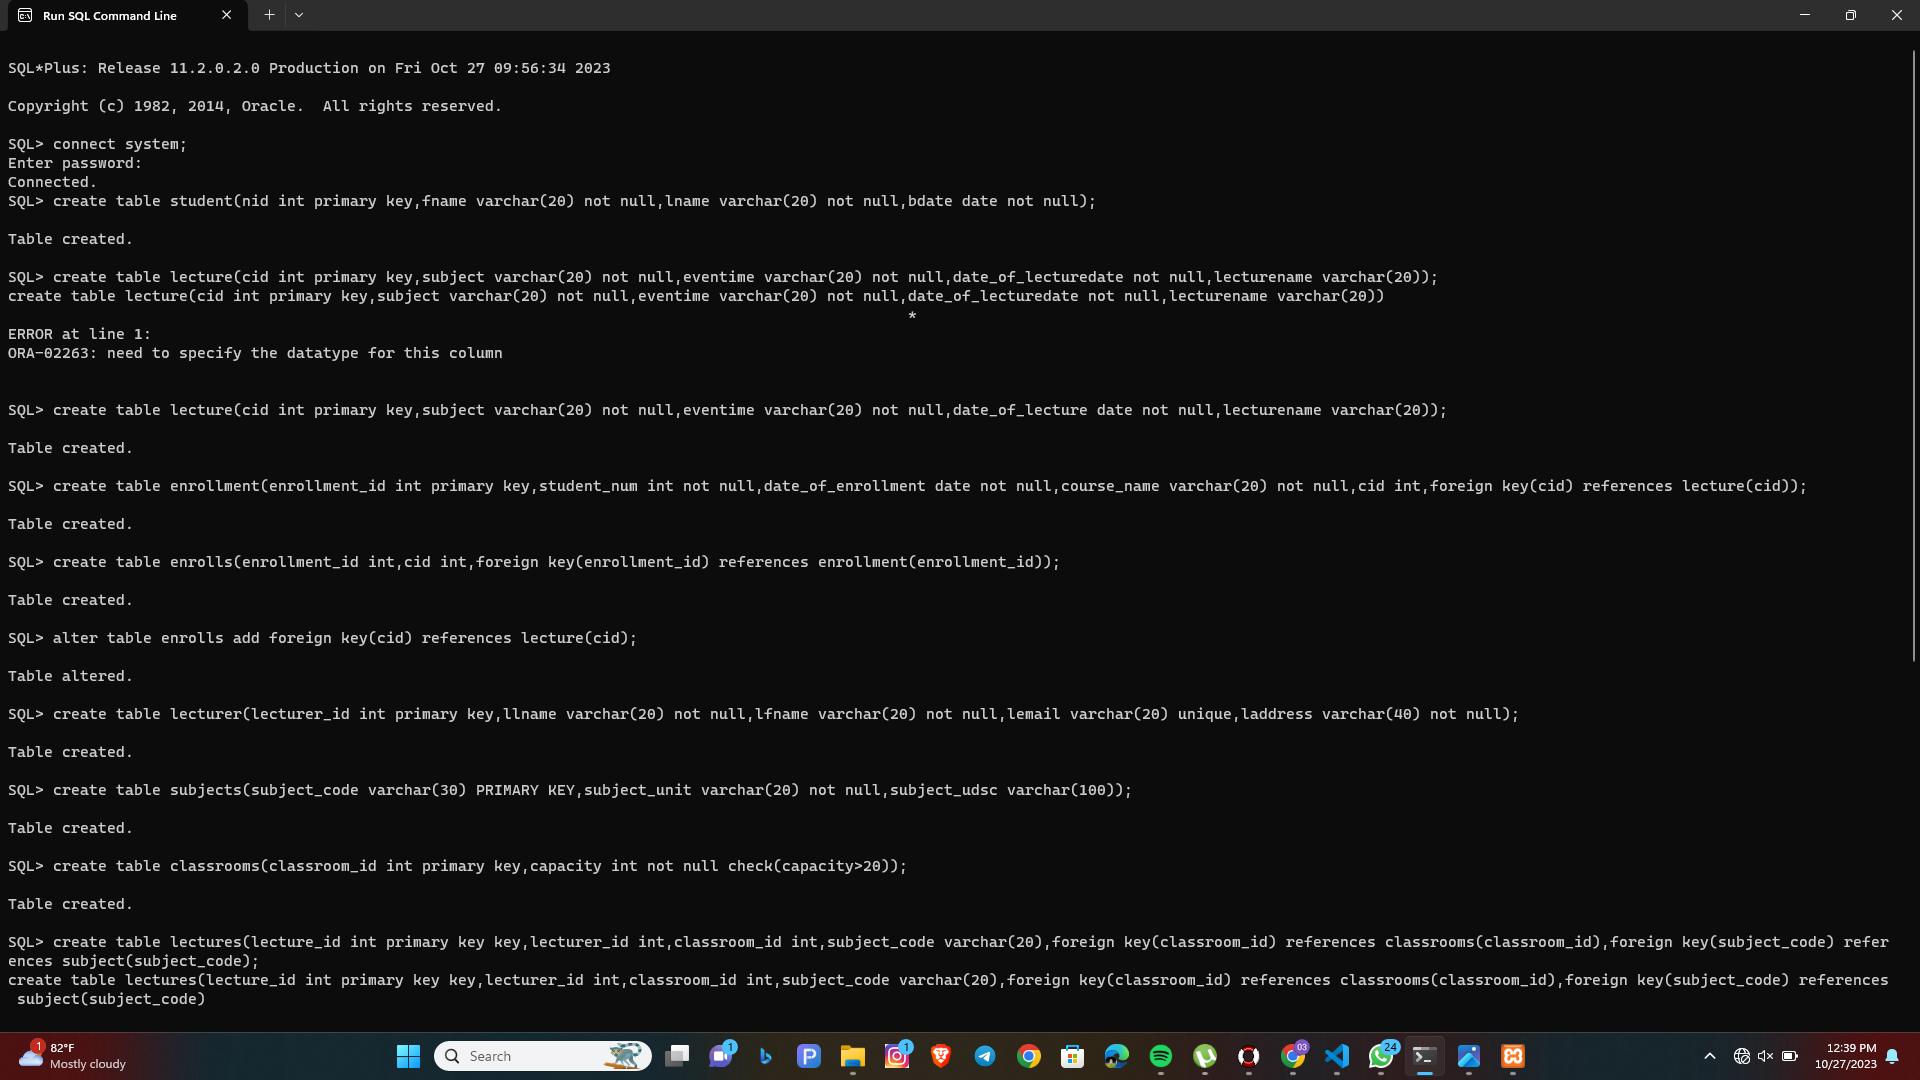 Run SQL Command Line
SQL*Plus: Release 11.2.0.2.0 Production on Fri Oct 27 09:56:34 2023
Copyright (c) 1982, 2014, Oracle.  All rights reserved.
SQL> connect system;
Enter password:
Connected.
SQL> create table student(nid int primary key,fname varchar(20) not null,lname varchar(20) not null,bdate date not null);
Table created.
SQL> create table lecture(cid int primary key,subject varchar(20) not null,eventime varchar(20) not null,date_of_lecturedate not null,lecturename varchar(20));
create table lecture(cid int primary key,subject varchar(20) not null,eventime varchar(20) not null,date_of_lecturedate not null,lecturename varchar(20))
*
ERROR at line 1:
ORA-02263: need to specify the datatype for this column
SQL> create table lecture(cid int primary key,subject varchar(20) not null,eventime varchar(20) not null,date_of_lecture date not null,lecturename varchar(20));
Table created.
SQL> create table enrollment(enrollment_id int primary key,student_num int not null,date_of_enrollment date not null,course_name varchar(20) not null,cid int,foreign key(cid) references lecture(cid));
Table created.
SQL> create table enrolls(enrollment_id int,cid int,foreign key(enrollment_id) references enrollment(enrollment_id));
Table created.
SQL> alter table enrolls add foreign key(cid) references lecture(cid);
Table altered.
SQL> create table lecturer(lecturer_id int primary key,llname varchar(20) not null,lfname varchar(20) not null,lemail varchar(20) unique,laddress varchar(40) not null);
Table created.
SQL> create table subjects(subject_code varchar(30) PRIMARY KEY,subject_unit varchar(20) not null,subject_udsc varchar(100));
Table created.
SQL> create table classrooms(classroom_id int primary key,capacity int not null check(capacity>20));
Table created.
SQL> create table lectures(lecture_id int primary key key,lecturer_id int,classroom_id int,subject_code varchar(20),foreign key(classroom_id) references classrooms(classroom_id),foreign key(subject_code) refer
ences subject(subject_code);
create table lectures(lecture_id int primary key key,lecturer_id int,classroom_id int,subject_code varchar(20),foreign key(classroom_id) references classrooms(classroom_id),foreign key(subject_code) references
 subject(subject_code)
1
82°F
Mostly cloudy
Search
1
1
03
24
12:39 PM
10/27/2023